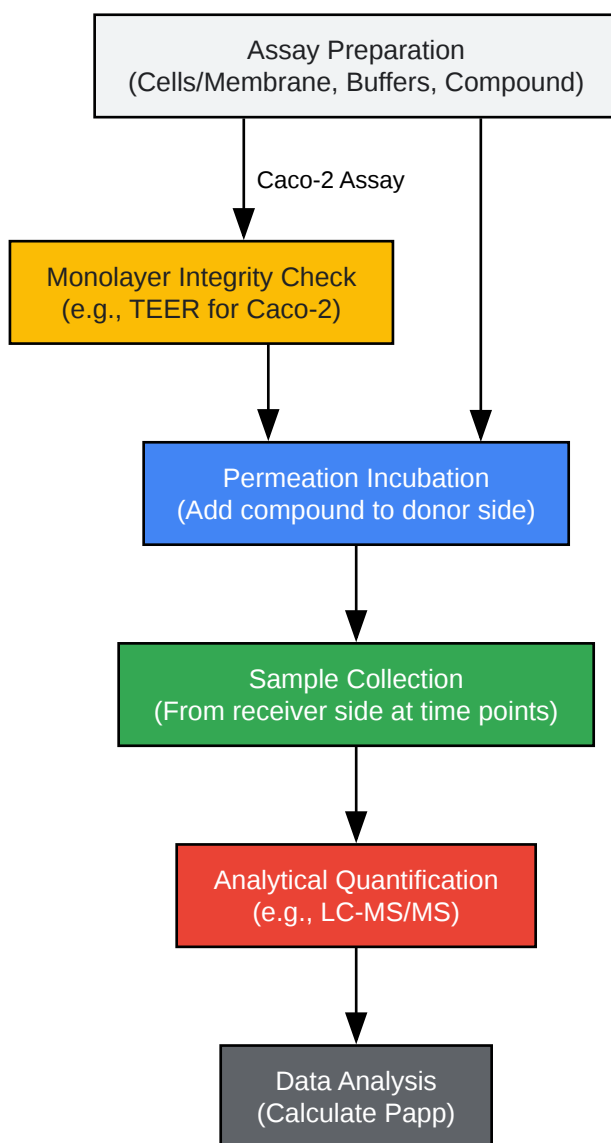 Assay Preparation
(Cells/Membrane, Buffers, Compound)
Caco-2 Assay
Monolayer Integrity Check
(e.g., TEER for Caco-2)
Permeation Incubation
(Add compound to donor side)
Sample Collection
(From receiver side at time points)
Analytical Quantification
(e.g., LC-MS/MS)
Data Analysis
(Calculate Papp)